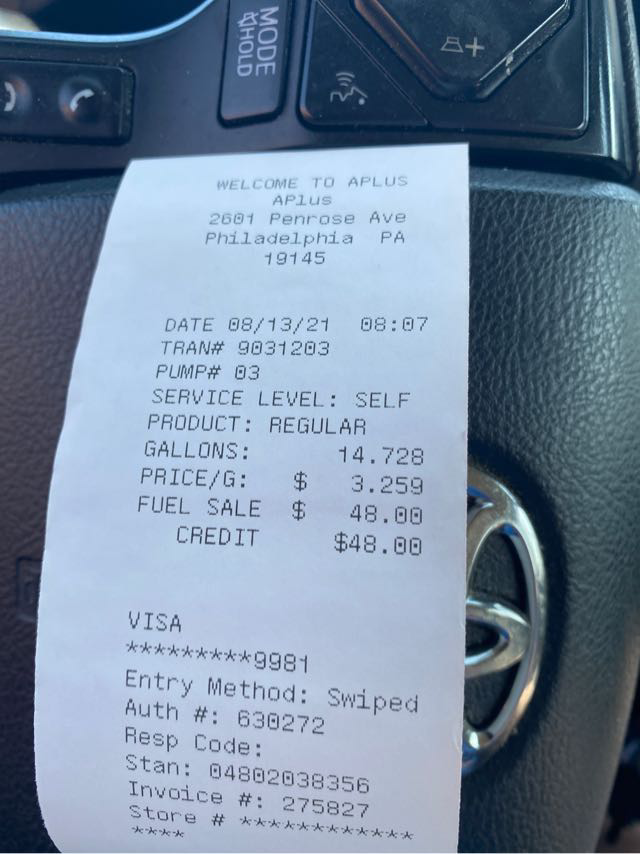 MODE
HOLD
+
WELCOME TO APLUS
APlus
2601 Penrose Ave
Philadelphia PA
19145
DATE 08/13/21 08:07
TRAN# 9031203
PUMP# 03
SERVICE LEVEL: SELF
PRODUCT: REGULAR
GALLONS: 14.728
PRICE/G: $ 3.259
FUEL SALE $ 48.00
CREDIT $48.00
VISA
*********9981
Entry Method: Swiped
Auth #: 630272
Resp Code:
Stan: 04802038356
Invoice #: 275827
Store # ************
****